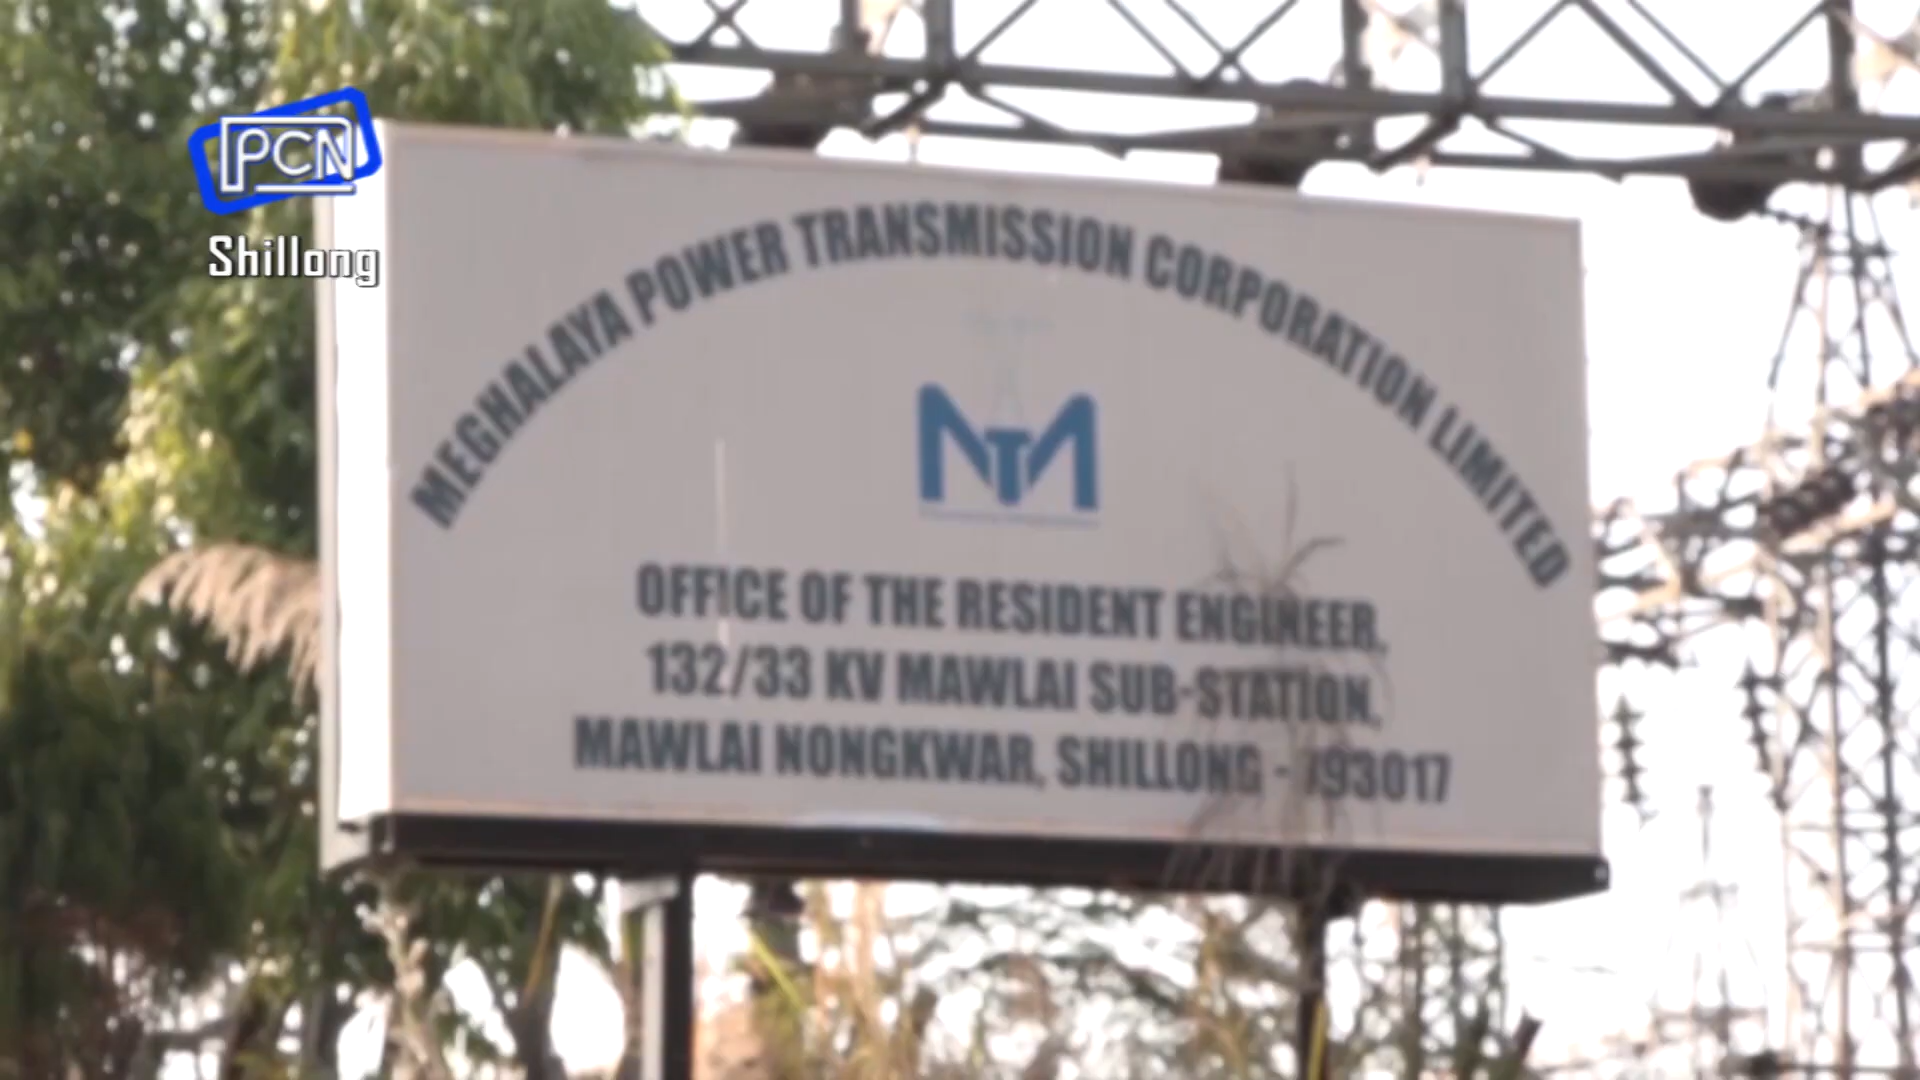 PCN
Shillong
MEGHALAYA POWER TRANSMISSION CORPORATION LIMITED
MTM
OFFICE OF THE RESIDENT ENGINEER,
132/33 KV MAWLAI SUB-STATION,
MAWLAI NONGKWAR, SHILLONG - 793017